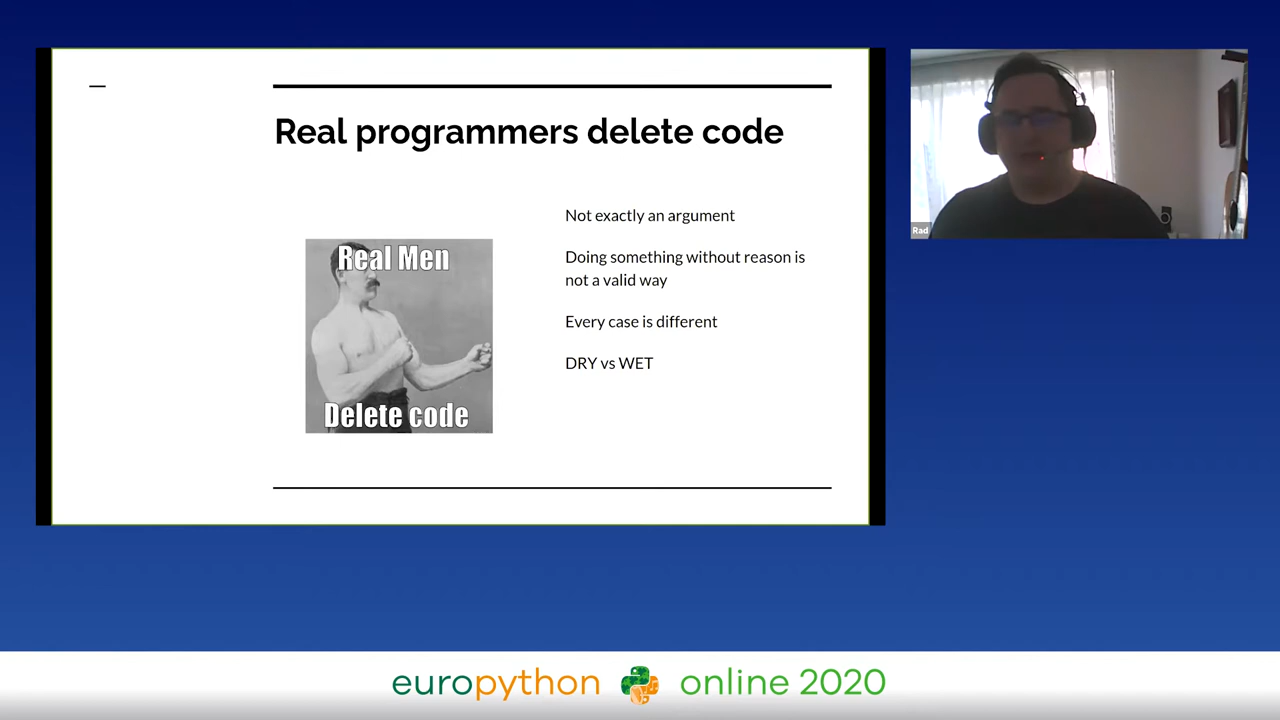 Real programmers delete code
Real Men
Delete code
Not exactly an argument
Doing something without reason is
not a valid way
Every case is different
DRY vs WET
Rad
europython online 2020